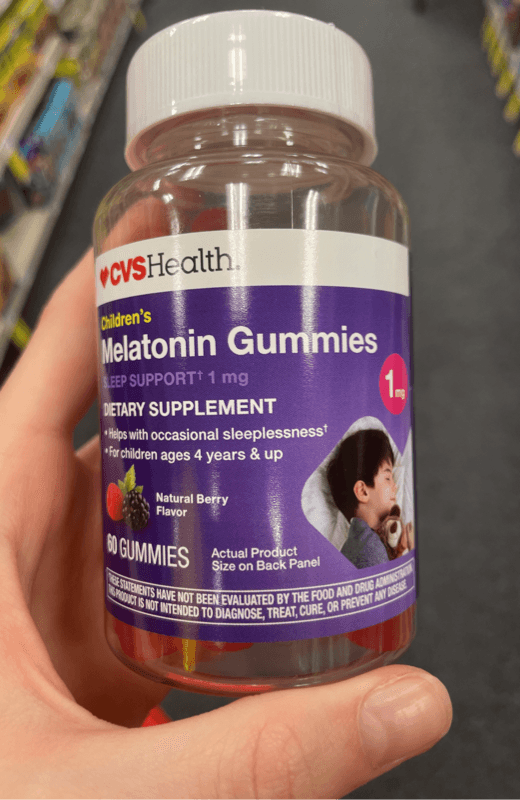 CVSHealth.
Children's
Melatonin Gummies
SLEEP SUPPORT† 1 mg
1 mg
DIETARY SUPPLEMENT
• Helps with occasional sleeplessness†
• For children ages 4 years & up
Natural Berry
Flavor
60 GUMMIES
Actual Product
Size on Back Panel
THESE STATEMENTS HAVE NOT BEEN EVALUATED BY THE FOOD AND DRUG ADMINISTRATION.
THIS PRODUCT IS NOT INTENDED TO DIAGNOSE, TREAT, CURE, OR PREVENT ANY DISEASE.